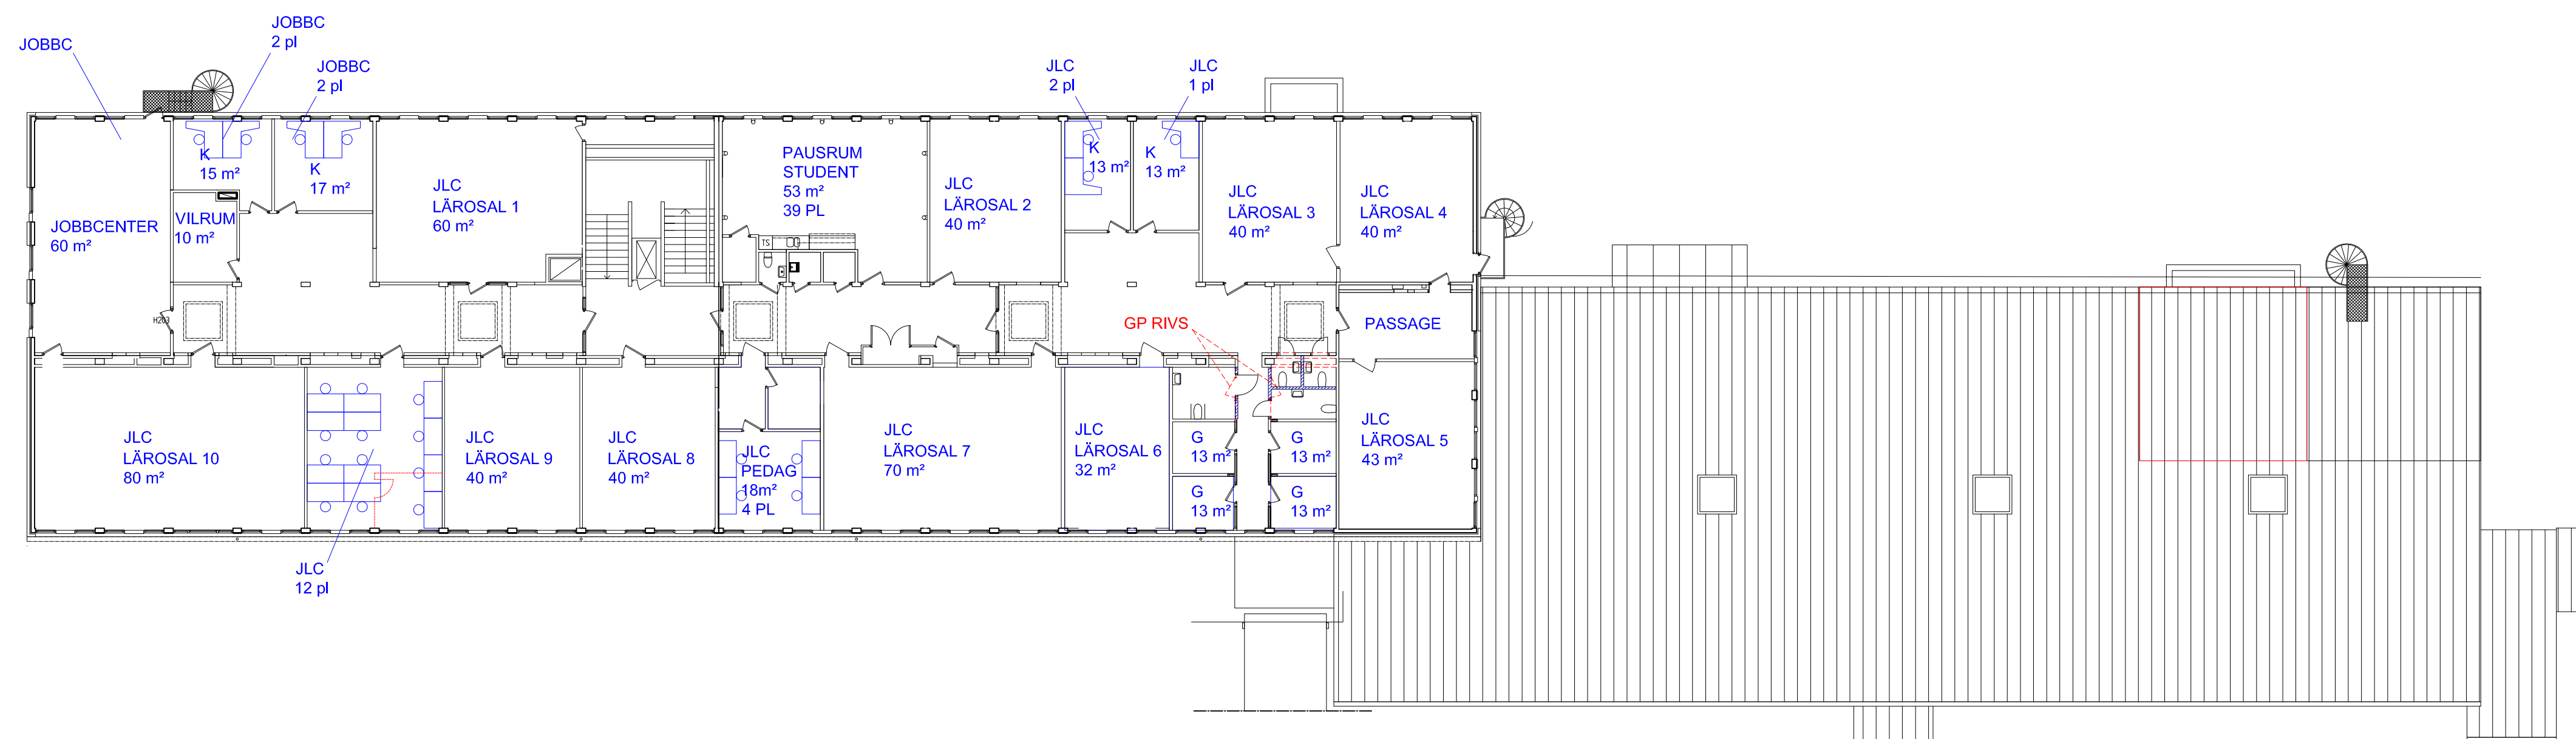 JOBBC
JOBBC
2 pl
JOBBC
2 pl
JLC
2 pl
JLC
1 pl
K
15 m²
K
17 m²
JLC
LÄROSAL 1
60 m²
PAUSRUM
STUDENT
53 m²
39 PL
JLC
LÄROSAL 2
40 m²
K
13 m²
K
13 m²
JLC
LÄROSAL 3
40 m²
JLC
LÄROSAL 4
40 m²
JOBBCENTER
60 m²
VILRUM
10 m²
TS
H203
GP RIVS
PASSAGE
JLC
LÄROSAL 10
80 m²
JLC
LÄROSAL 9
40 m²
JLC
LÄROSAL 8
40 m²
JLC
PEDAG
18m²
4 PL
JLC
LÄROSAL 7
70 m²
JLC
LÄROSAL 6
32 m²
G
13 m²
G
13 m²
G
13 m²
G
13 m²
JLC
LÄROSAL 5
43 m²
JLC
12 pl